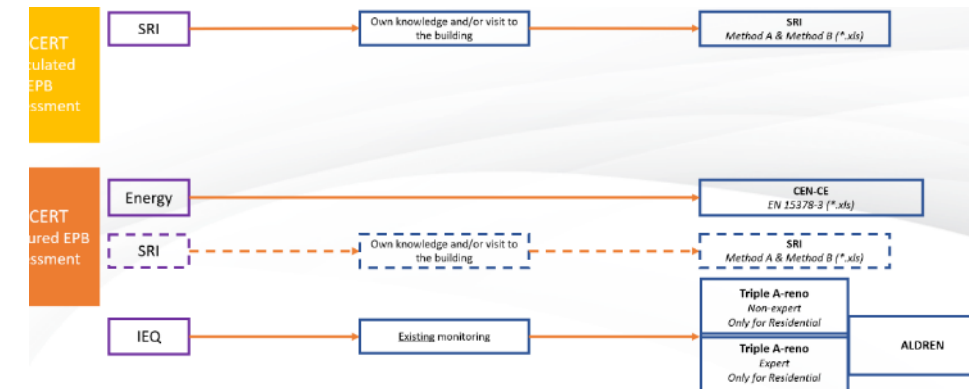 CERT
SRI
Own knowledge and/or visit to
the building
SRI
Method A & Method B (*.xls)
ulated
EPB
essment
CERT
ured EPB
ssment
Energy
CEN-CE
EN 15378-3 (*.xls)
SRI
Own knowledge and/or visit to
the building
SRI
Method A & Method B (*.xls)
IEQ
Existing monitoring
Triple A-reno
Non-expert
Only for Residential
Triple A-reno
Expert
Only for Residential
ALDREN